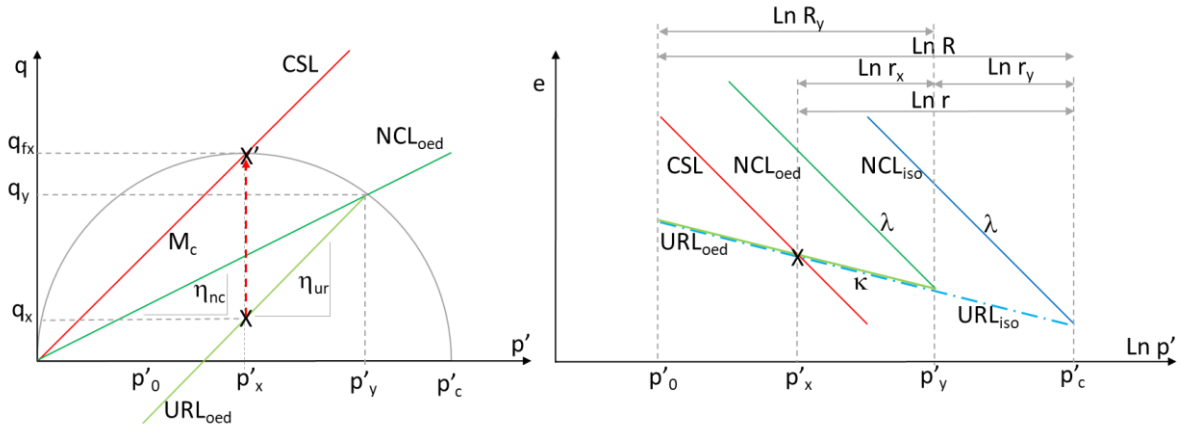 q
CSL
q_fx
X'
NCL_oed
q_y
M_c
η_nc
η_ur
q_x
X
p'
p'_0
p'_x
p'_y
p'_c
URL_oed
Ln R_y
Ln R
e
Ln r_x
Ln r_y
Ln r
CSL
NCL_oed
NCL_iso
λ
λ
URL_oed
X
κ
URL_iso
Ln p'
p'_0
p'_x
p'_y
p'_c